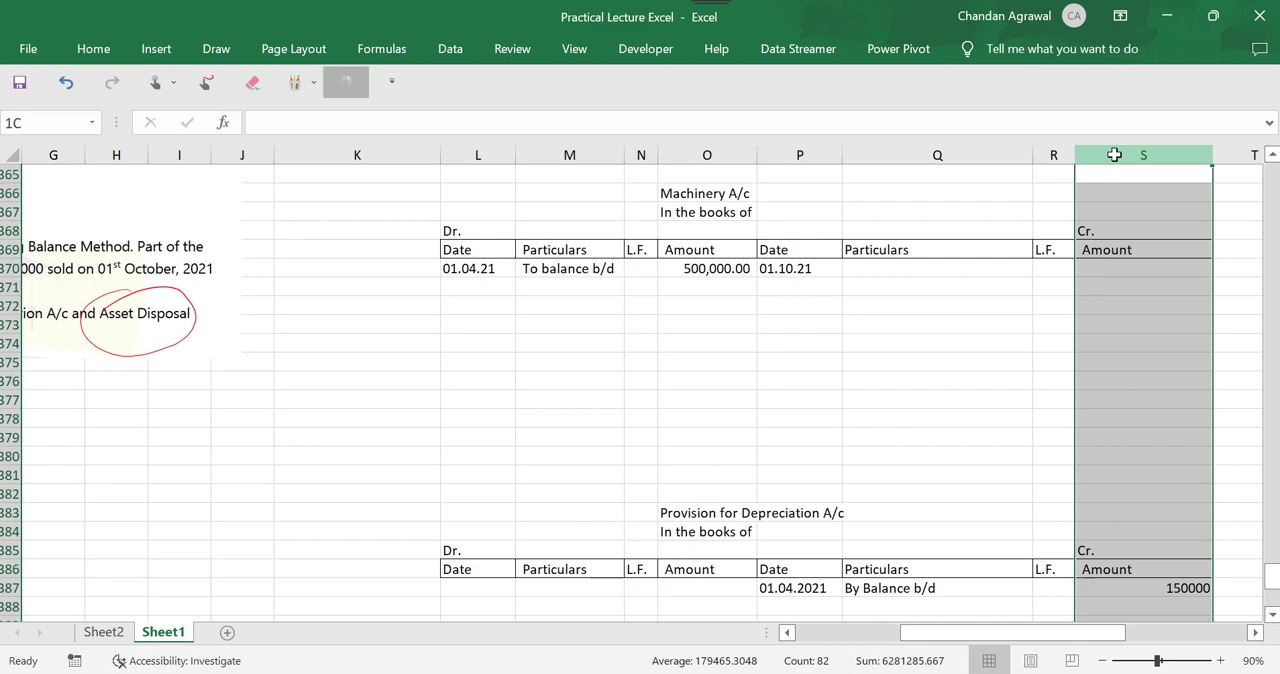 Practical Lecture Excel - Excel
Chandan Agrawal CA
File Home Insert Draw Page Layout Formulas Data Review View Developer Help Data Streamer Power Pivot Tell me what you want to do
1C fx
G H I J K L M N O P Q R S T
365
366 Machinery A/c
367 In the books of
368 Dr. Cr.
369 Balance Method. Part of the Date Particulars L.F. Amount Date Particulars L.F. Amount
370 000 sold on 01st October, 2021 01.04.21 To balance b/d 500,000.00 01.10.21
371
372 ion A/c and Asset Disposal
373
374
375
376
377
378
379
380
381
382
383 Provision for Depreciation A/c
384 In the books of
385 Dr. Cr.
386 Date Particulars L.F. Amount Date Particulars L.F. Amount
387 01.04.2021 By Balance b/d 150000
388
Sheet2 Sheet1
Ready Accessibility: Investigate Average: 179465.3048 Count: 82 Sum: 6281285.667 90%